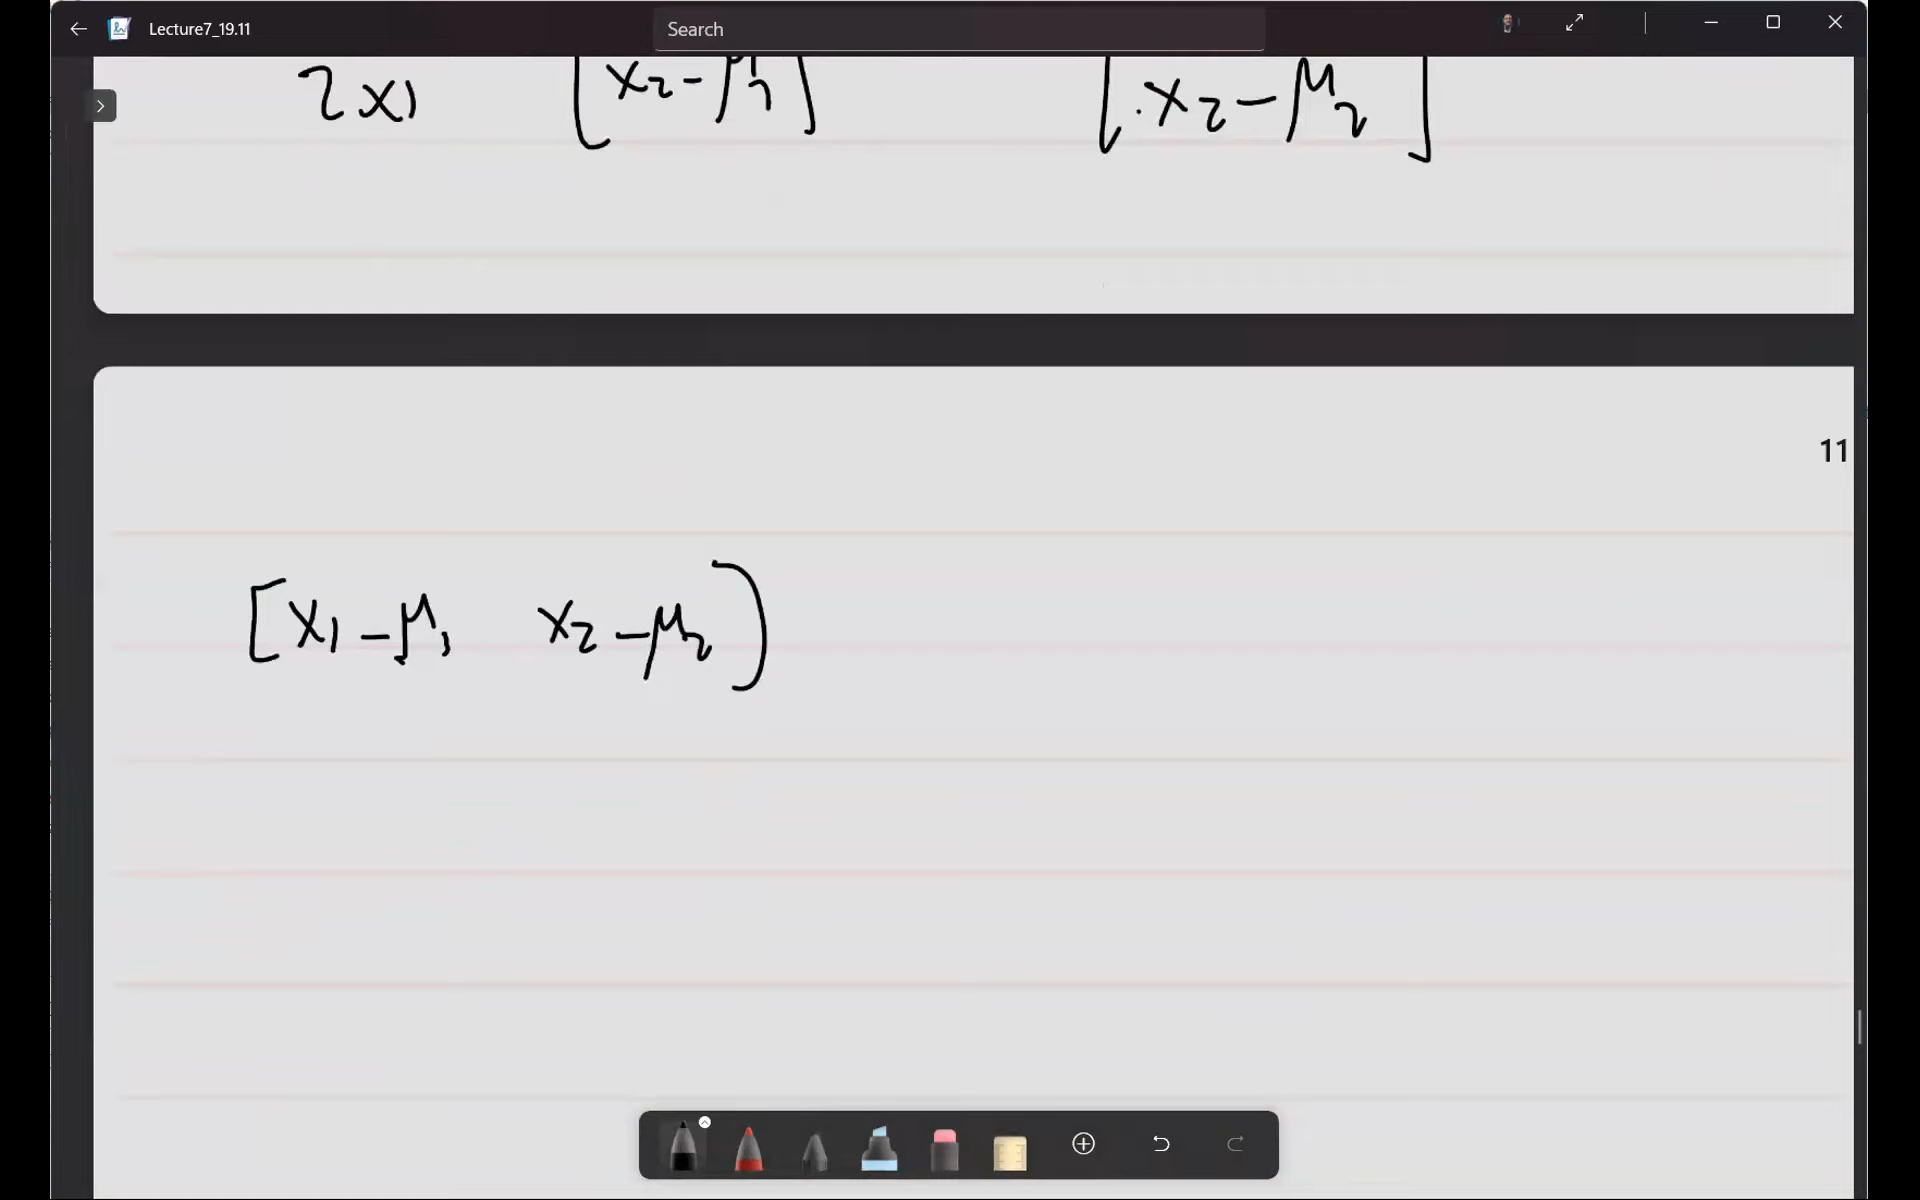 Lecture7_19.11
Search
2x1 [x2-μ2] [.x2-μ2]
11
[x1-μ1 x2-μ2)